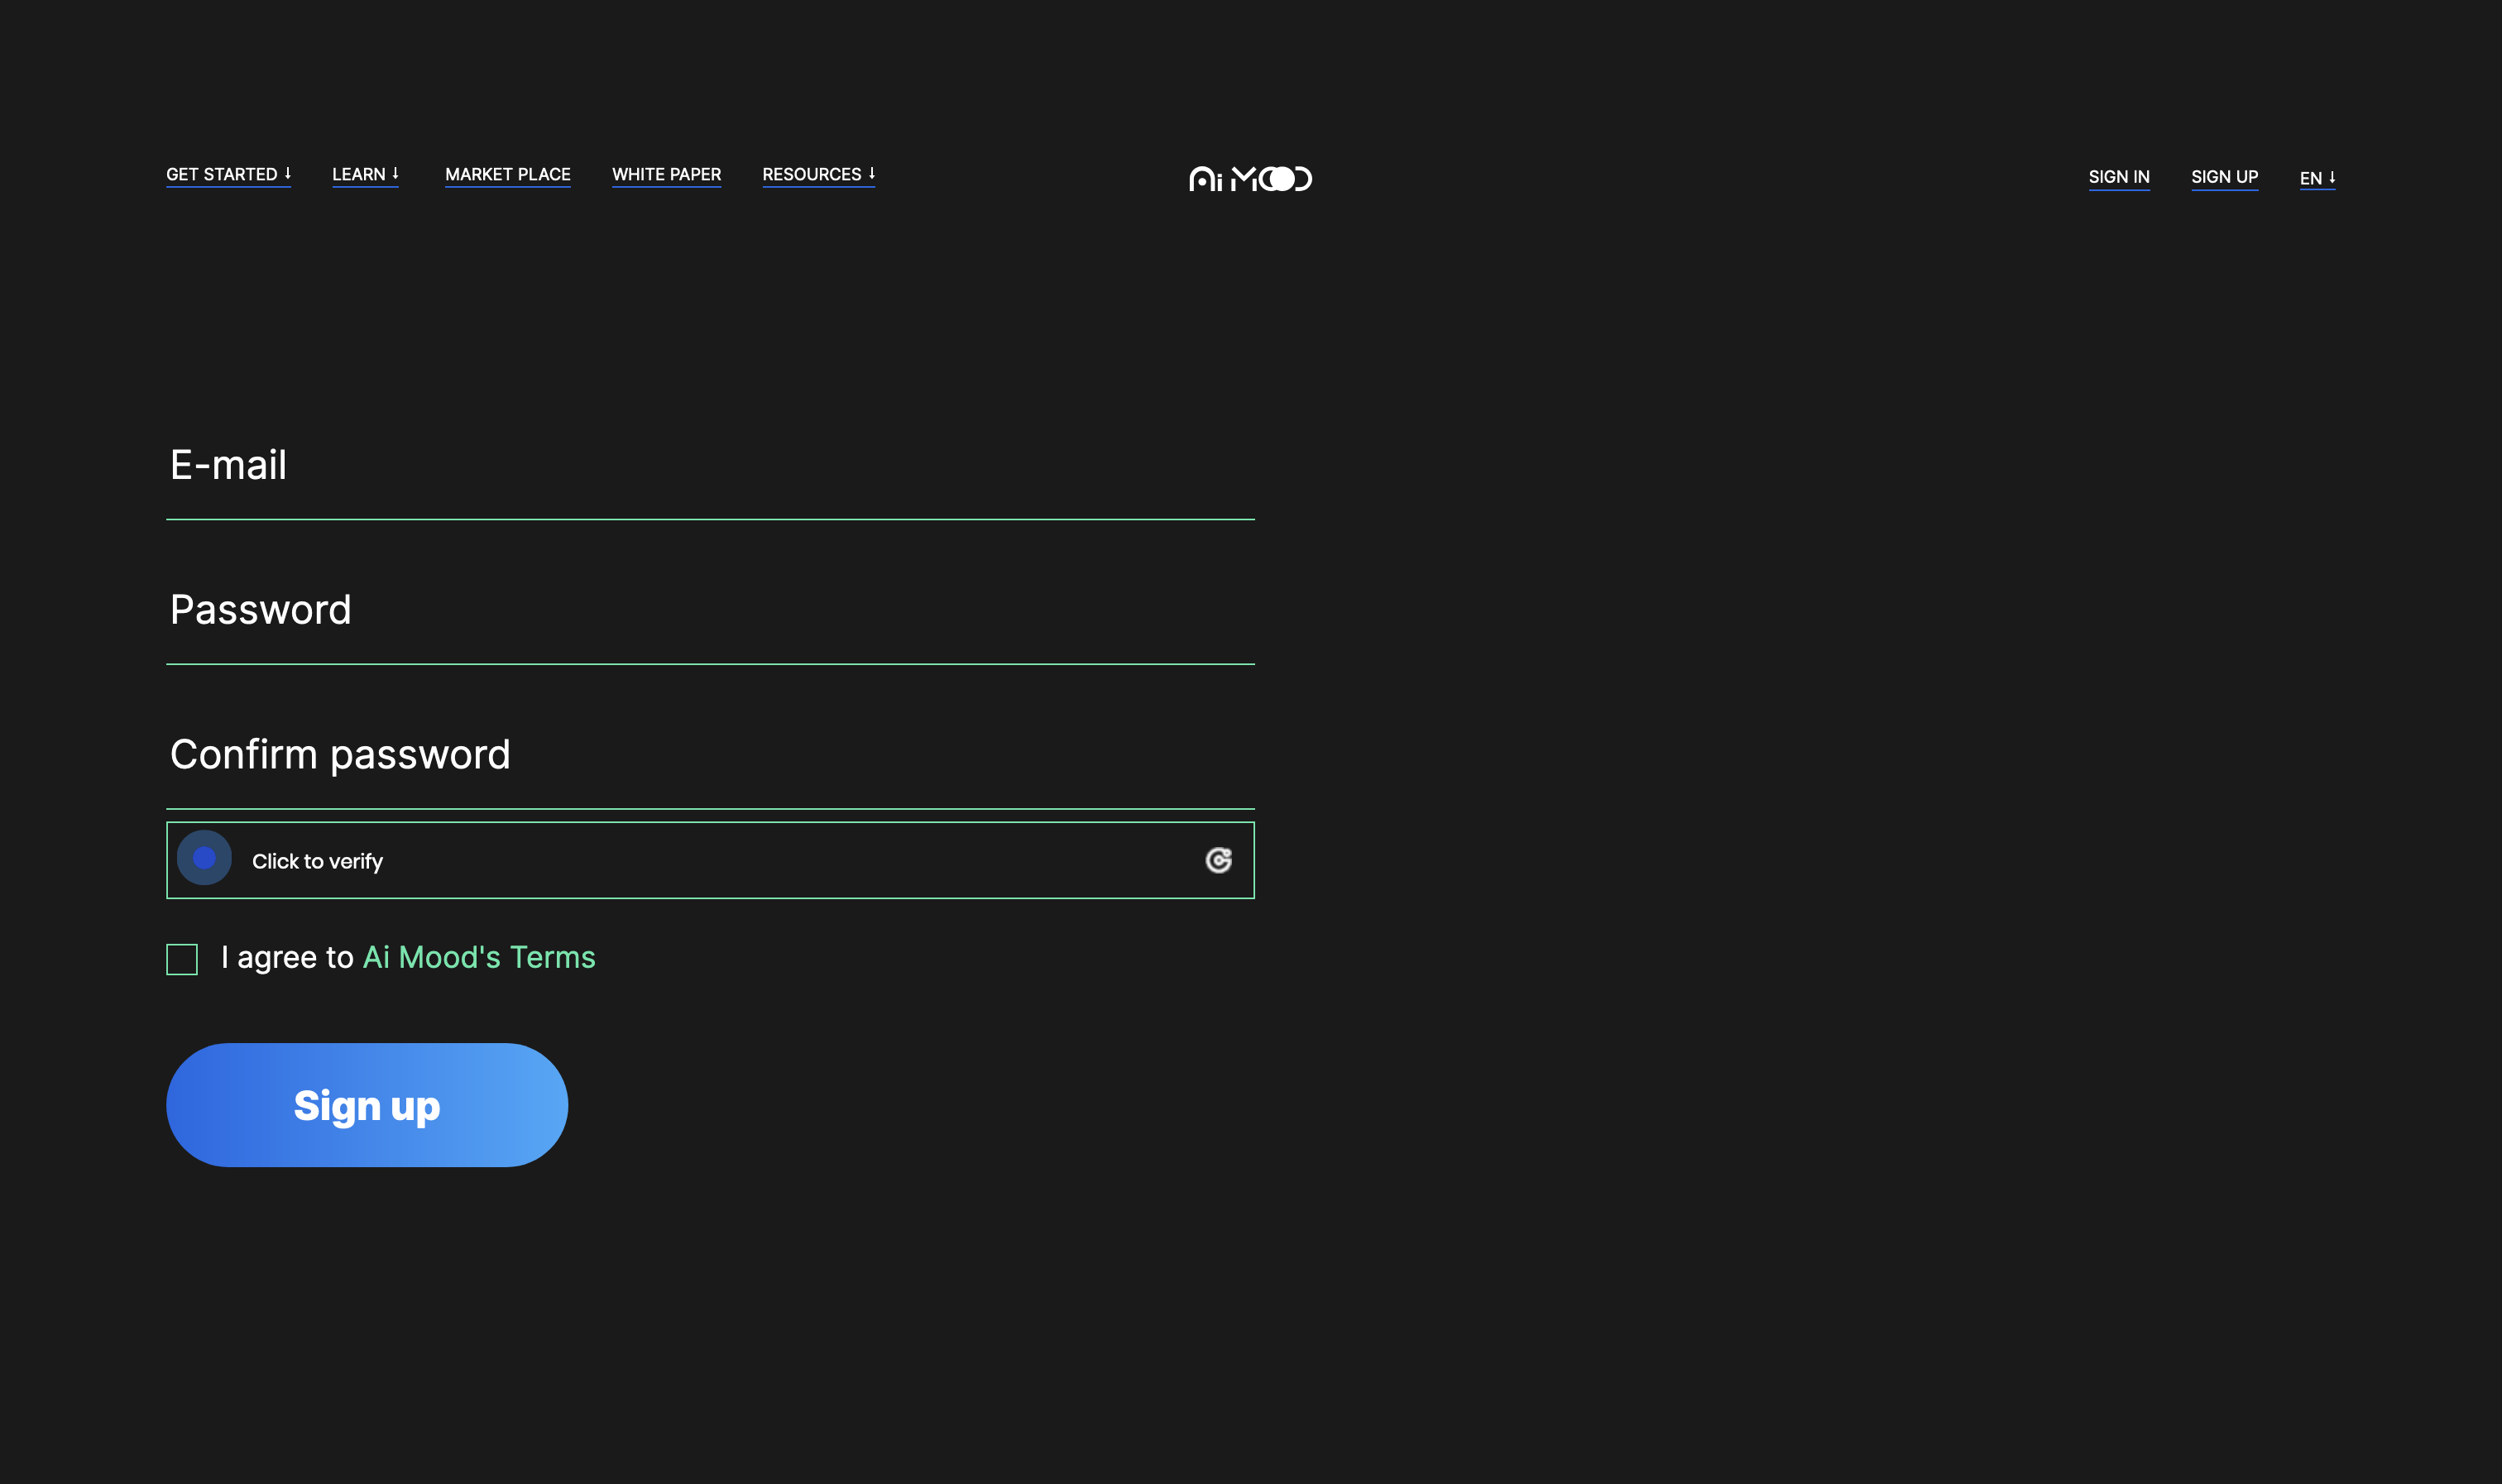 GET STARTED ↓ LEARN ↓ MARKET PLACE WHITE PAPER RESOURCES ↓ Ai MOOD SIGN IN SIGN UP EN ↓
E-mail
Password
Confirm password
Click to verify
I agree to Ai Mood's Terms
Sign up